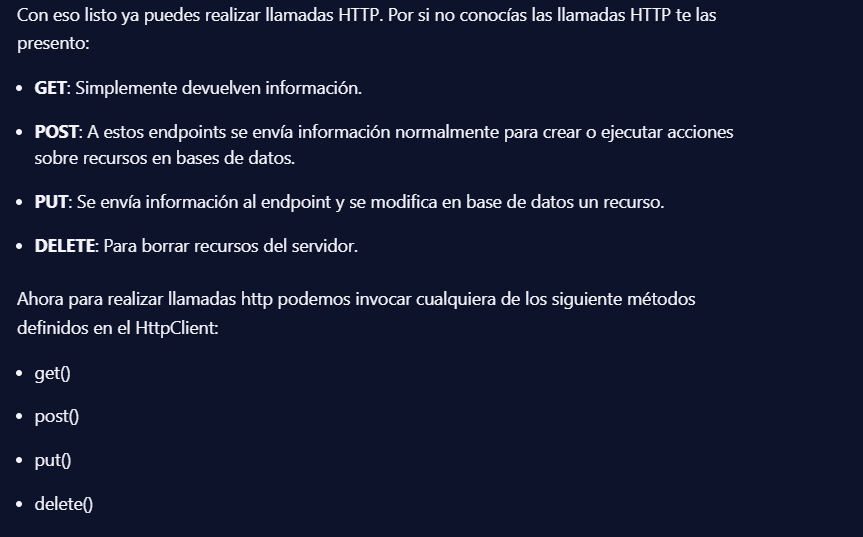 Con eso listo ya puedes realizar llamadas HTTP. Por si no conocías las llamadas HTTP te las
presento:
• GET: Simplemente devuelven información.
• POST: A estos endpoints se envía información normalmente para crear o ejecutar acciones
sobre recursos en bases de datos.
• PUT: Se envía información al endpoint y se modifica en base de datos un recurso.
• DELETE: Para borrar recursos del servidor.
Ahora para realizar llamadas http podemos invocar cualquiera de los siguiente métodos
definidos en el HttpClient:
• get()
• post()
• put()
• delete()